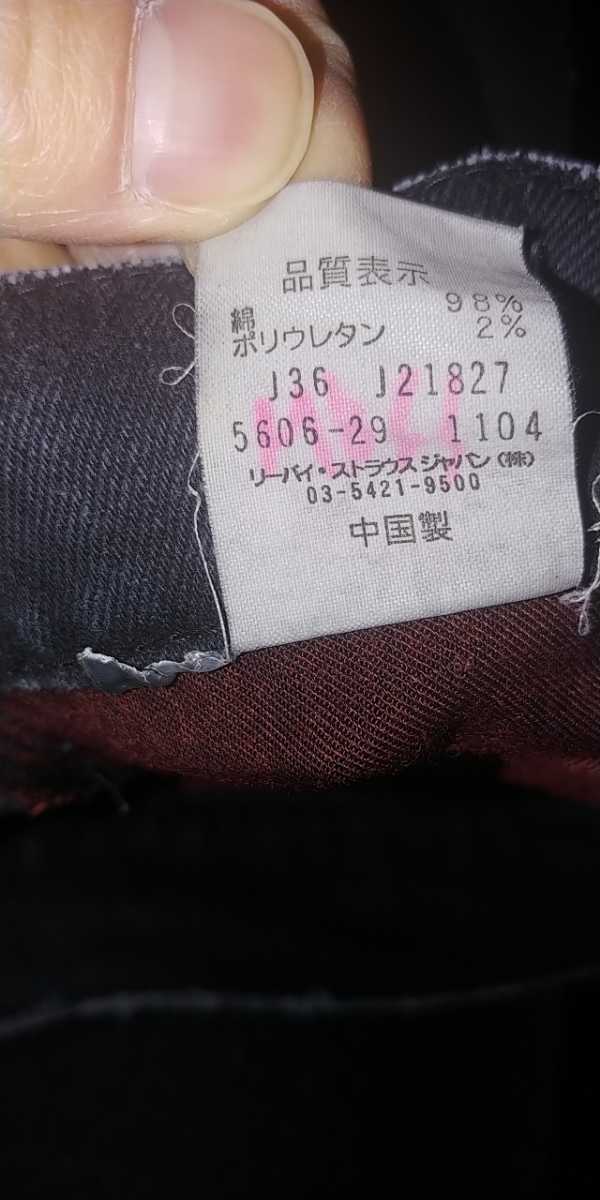 品質表示
綿 98%
ポリウレタン 2%
J36 J21827
5606-29 1104
リーバイ・ストラウス ジャパン(株)
03-5421-9500
中国製